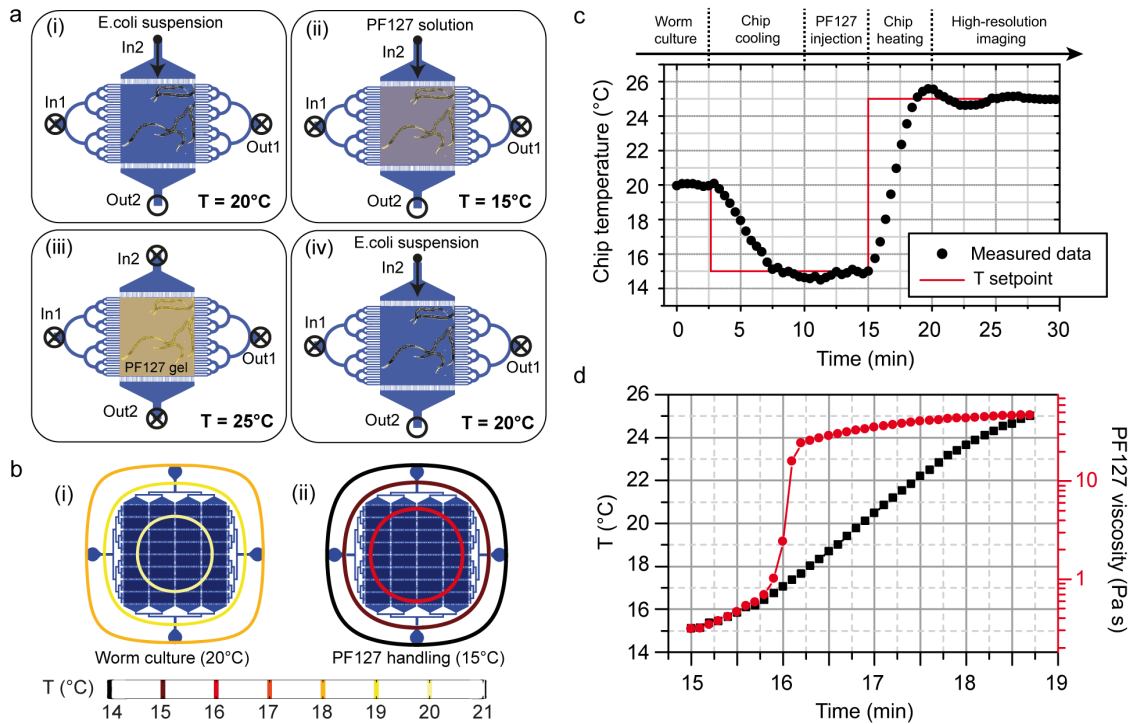 a
(i)
E.coli suspension
In2
In1
Out1
Out2
T = 20°C
(ii)
PF127 solution
In2
In1
Out1
Out2
T = 15°C
(iii)
In2
In1
Out1
PF127 gel
Out2
T = 25°C
(iv)
E.coli suspension
In2
In1
Out1
Out2
T = 20°C
b
(i)
Worm culture (20°C)
(ii)
PF127 handling (15°C)
T (°C)
14 15 16 17 18 19 20 21
c
Worm culture
Chip cooling
PF127 injection
Chip heating
High-resolution imaging
Chip temperature (°C)
26
24
22
20
18
16
14
Measured data
T setpoint
0 5 10 15 20 25 30
Time (min)
d
T (°C)
26
24
22
20
18
16
14
PF127 viscosity (Pa s)
10
1
15 16 17 18 19
Time (min)